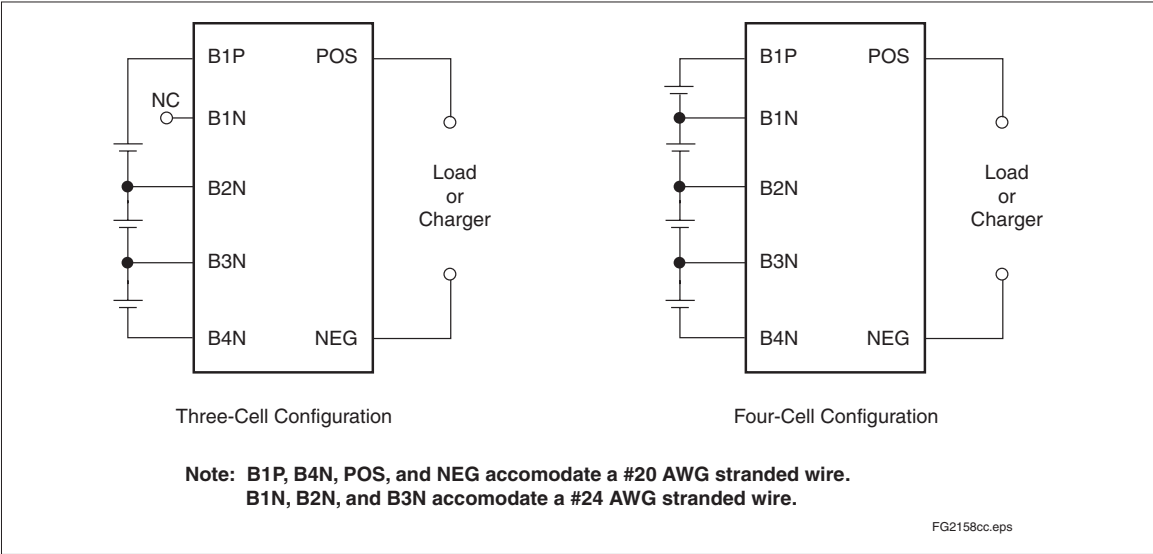 B1P POS
NC
B1N
B2N
B3N
B4N NEG
Load
or
Charger
Three-Cell Configuration
B1P POS
B1N
B2N
B3N
B4N NEG
Load
or
Charger
Four-Cell Configuration
Note: B1P, B4N, POS, and NEG accomodate a #20 AWG stranded wire.
B1N, B2N, and B3N accomodate a #24 AWG stranded wire.
FG2158cc.eps